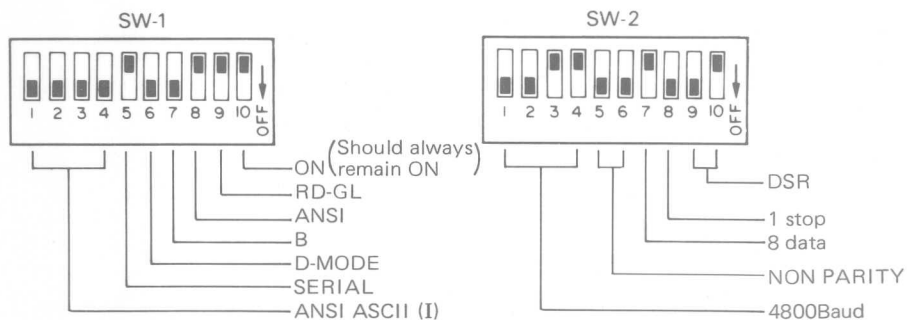 SW-1
1 2 3 4 5 6 7 8 9 10 OFF
ON (Should always remain ON)
RD-GL
ANSI
B
D-MODE
SERIAL
ANSI ASCII (I)
SW-2
1 2 3 4 5 6 7 8 9 10 OFF
DSR
1 stop
8 data
NON PARITY
4800Baud